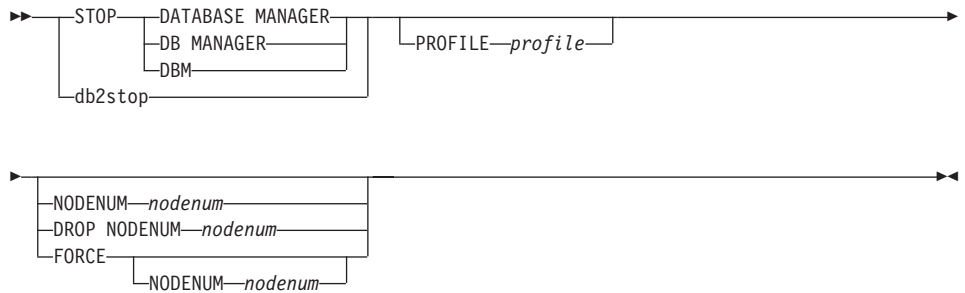 STOP DATABASE MANAGER
DB MANAGER PROFILE profile
DBM
db2stop
NODENUM nodenum
DROP NODENUM nodenum
FORCE
NODENUM nodenum